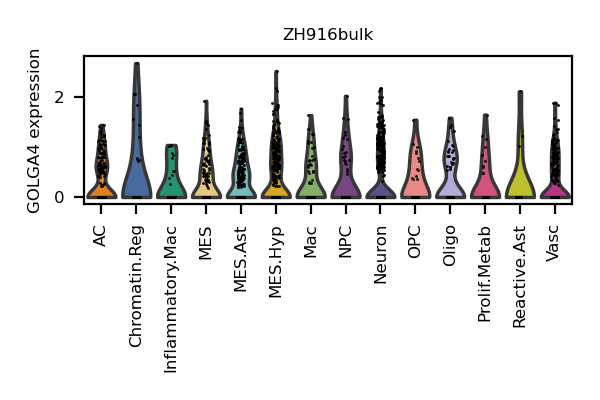 ZH916bulk
GOLGA4 expression
2
0
AC
Chromatin.Reg
Inflammatory.Mac
MES
MES.Ast
MES.Hyp
Mac
NPC
Neuron
OPC
Oligo
Prolif.Metab
Reactive.Ast
Vasc